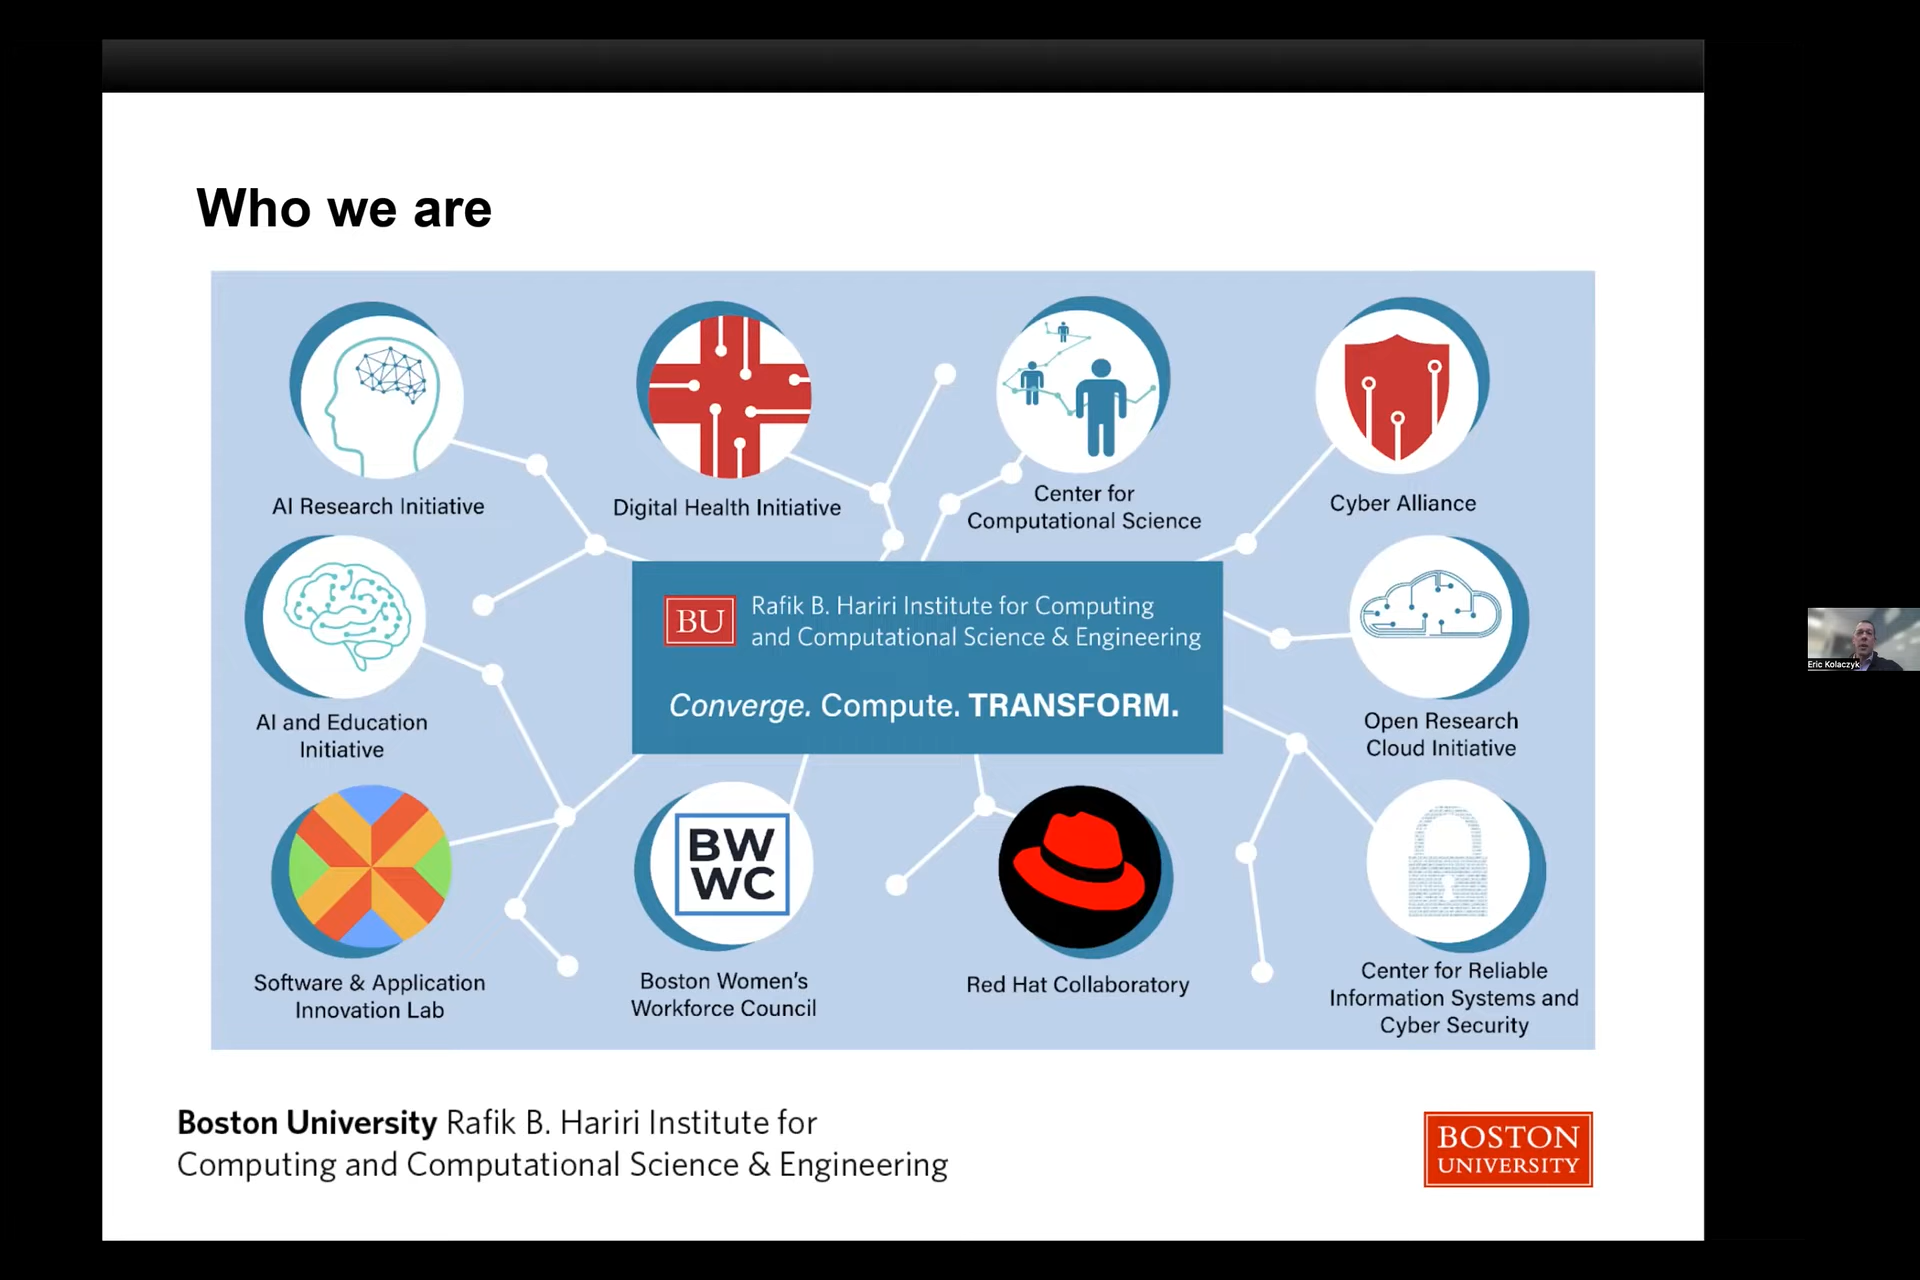 Who we are
AI Research Initiative
Digital Health Initiative
Center for
Computational Science
Cyber Alliance
BU
Rafik B. Hariri Institute for Computing
and Computational Science & Engineering
Converge. Compute. TRANSFORM.
AI and Education
Initiative
Open Research
Cloud Initiative
BW
WC
Software & Application
Innovation Lab
Boston Women's
Workforce Council
Red Hat Collaboratory
Center for Reliable
Information Systems and
Cyber Security
Boston University Rafik B. Hariri Institute for
Computing and Computational Science & Engineering
BOSTON
UNIVERSITY
Eric Kolaczyk